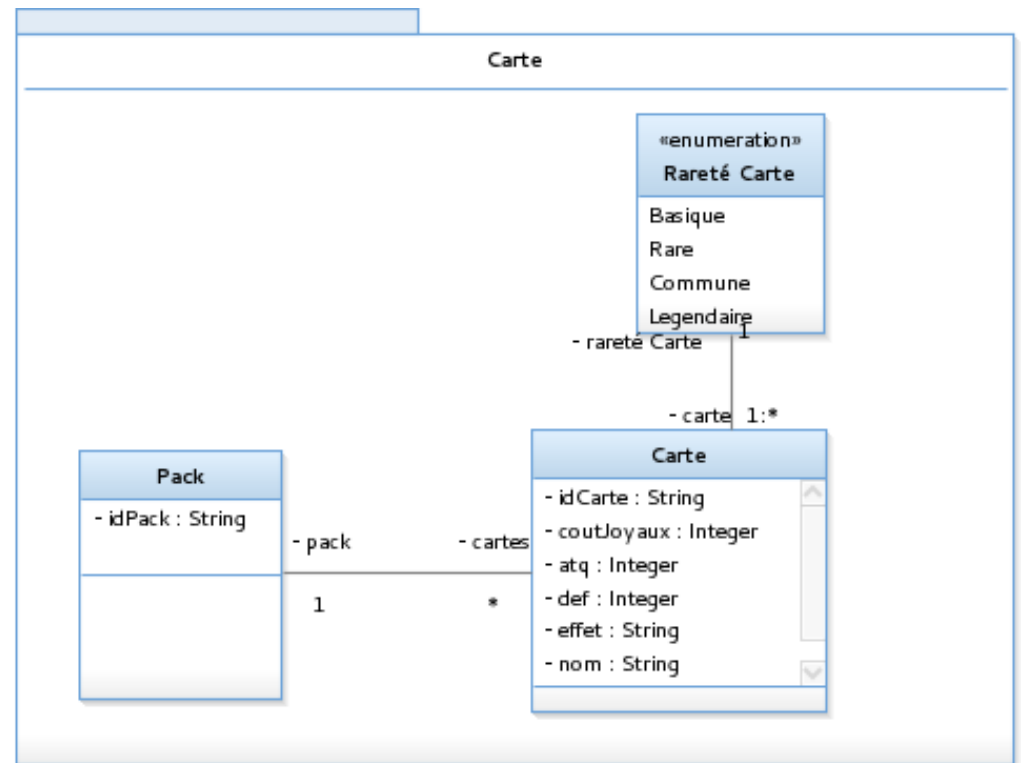 Carte
«enumeration»
Rareté Carte
Basique
Rare
Commune
Legendaire
1
- rareté Carte
- carte 1:*
Pack
- idPack : String
- pack
1
- cartes
*
Carte
- idCarte : String
- coutJoyaux : Integer
- atq : Integer
- def : Integer
- effet : String
- nom : String